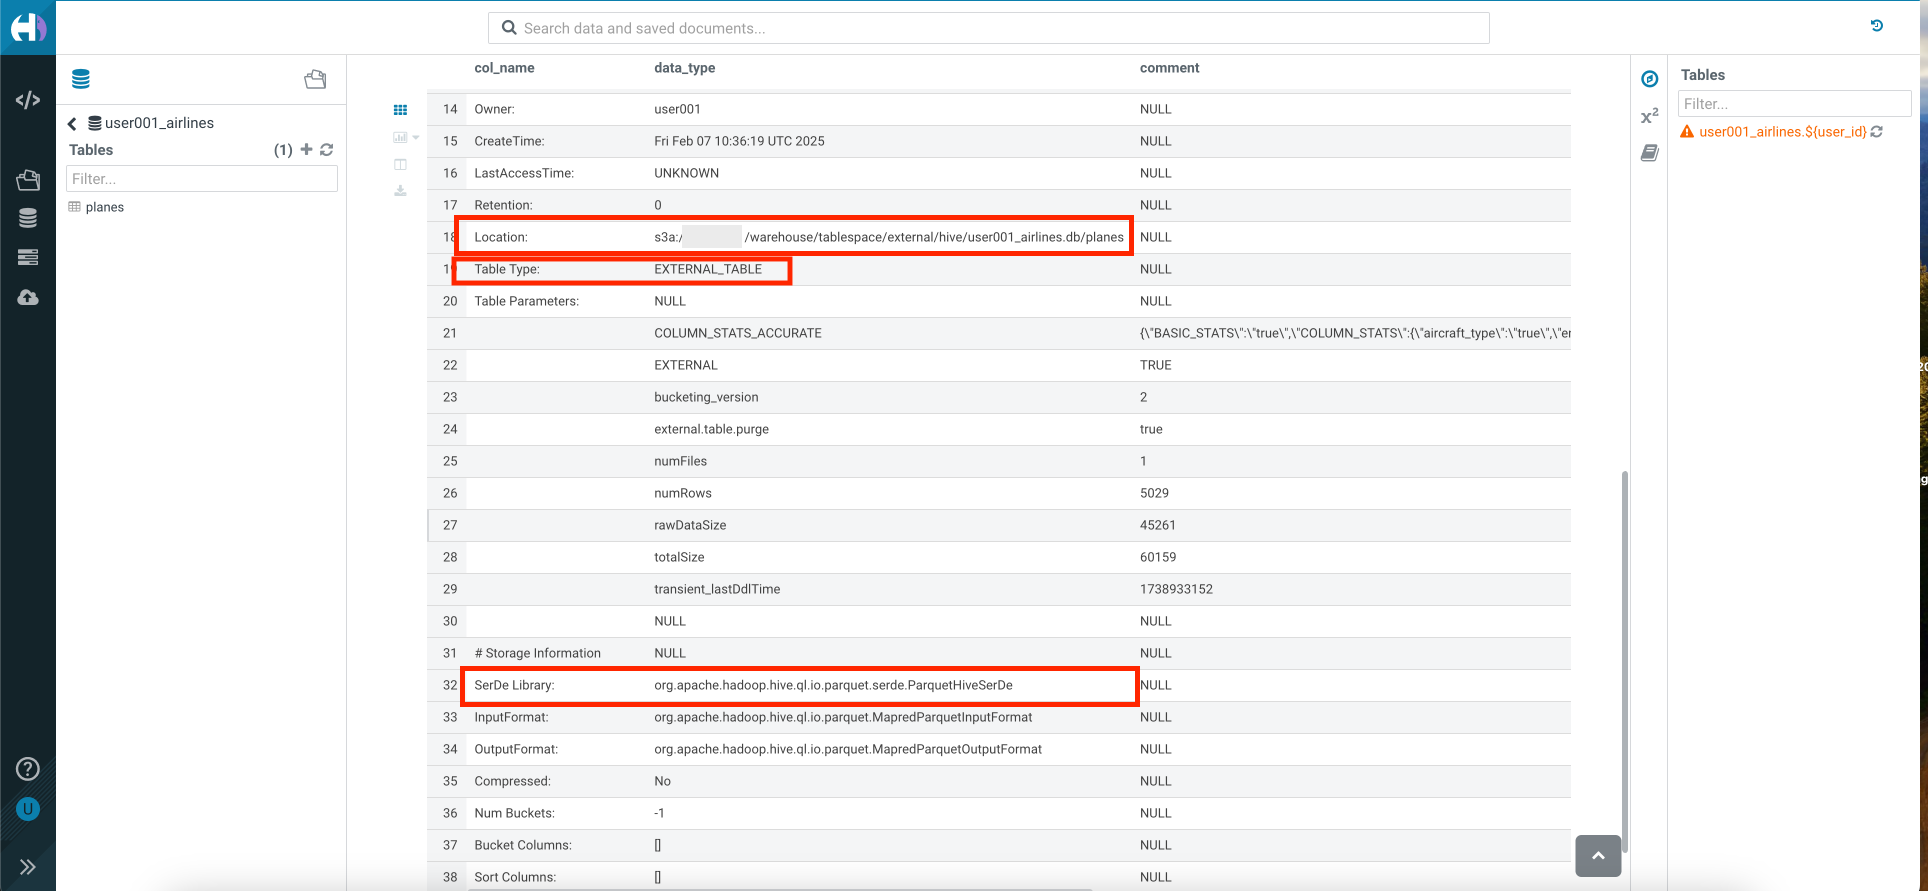 Search data and saved documents...
user001_airlines
Tables (1)
Filter...
planes
col_name data_type comment
14 Owner: user001 NULL
15 CreateTime: Fri Feb 07 10:36:19 UTC 2025 NULL
16 LastAccessTime: UNKNOWN NULL
17 Retention: 0 NULL
18 Location: s3a:/ /warehouse/tablespace/external/hive/user001_airlines.db/planes NULL
19 Table Type: EXTERNAL_TABLE NULL
20 Table Parameters: NULL NULL
21 COLUMN_STATS_ACCURATE {\"BASIC_STATS\":\"true\",\"COLUMN_STATS\":{\"aircraft_type\":\"true\",\"er
22 EXTERNAL TRUE
23 bucketing_version 2
24 external.table.purge true
25 numFiles 1
26 numRows 5029
27 rawDataSize 45261
28 totalSize 60159
29 transient_lastDdlTime 1738933152
30 NULL NULL
31 # Storage Information NULL NULL
32 SerDe Library: org.apache.hadoop.hive.ql.io.parquet.serde.ParquetHiveSerDe NULL
33 InputFormat: org.apache.hadoop.hive.ql.io.parquet.MapredParquetInputFormat NULL
34 OutputFormat: org.apache.hadoop.hive.ql.io.parquet.MapredParquetOutputFormat NULL
35 Compressed: No NULL
36 Num Buckets: -1 NULL
37 Bucket Columns: [] NULL
38 Sort Columns: [] NULL
U
x²
Tables
Filter...
user001_airlines.${user_id}